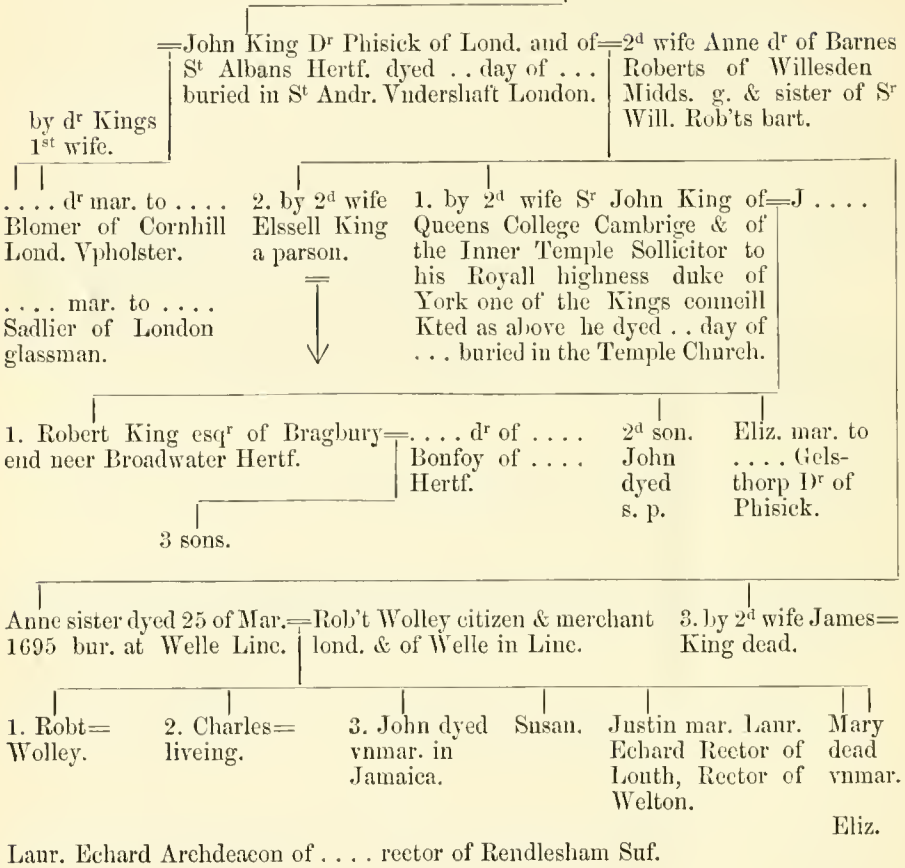 =John King Dʳ Phisick of Lond. and of=2ᵈ wife Anne dʳ of Barnes
Sᵗ Albans Hertf. dyed . . day of . . . Roberts of Willesden
buried in Sᵗ Andr. Vndershaft London. Midds. g. & sister of Sʳ
Will. Rob'ts bart.
by dʳ Kings
1ˢᵗ wife.
. . . . dʳ mar. to . . . .
Blomer of Cornhill
Lond. Vpholster.
. . . . mar. to . . . .
Sadlier of London
glassman.
2. by 2ᵈ wife
Elssell King
a parson.
1. by 2ᵈ wife Sʳ John King of=J . . . .
Queens College Cambrige & of
the Inner Temple Sollicitor to
his Royall highness duke of
York one of the Kings councill
Kted as above he dyed . . day of
. . . buried in the Temple Church.
1. Robert King esqʳ of Bragbury=
end neer Broadwater Hertf.
. . . . dʳ of . . . .
Bonfoy of . . . .
Hertf.
2ᵈ son.
John
dyed
s. p.
Eliz. mar. to
. . . . Gels-
thorp Dʳ of
Phisick.
3 sons.
Anne sister dyed 25 of Mar.=
1695 bur. at Welle Linc.
Rob't Wolley citizen & merchant
lond. & of Welle in Linc.
3. by 2ᵈ wife James=
King dead.
1. Robt=
Wolley.
2. Charles=
liveing.
3. John dyed
vnmar. in
Jamaica.
Susan.
Justin mar. Laur.
Echard Rector of
Louth, Rector of
Welton.
Mary
dead
vnmar.
Eliz.
Laur. Echard Archdeacon of . . . . rector of Rendlesham Suf.